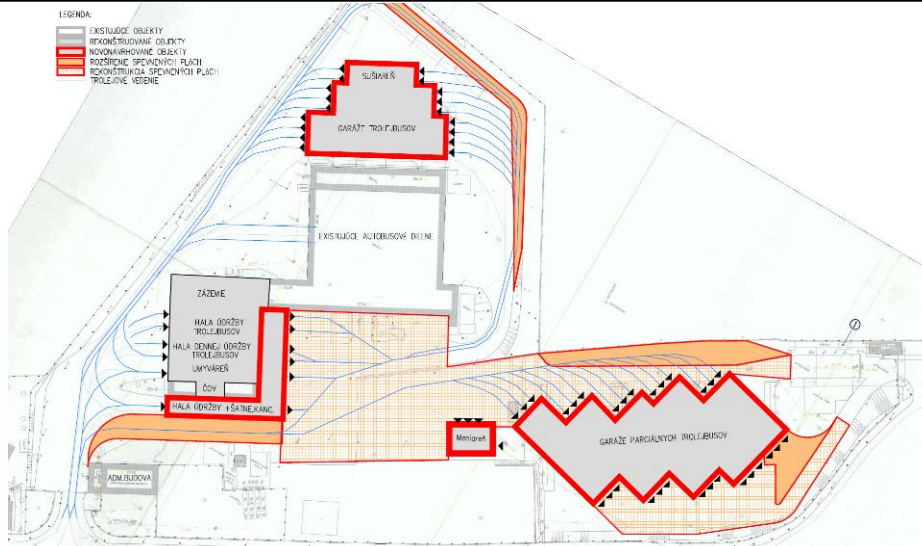 LEGENDA:
EXISTUJÚCE OBJEKTY
REKONŠTRUOVANÉ OBJEKTY
NOVONAVRHOVANÉ OBJEKTY
ROZŠÍRENIE SPEVNENÝCH PLÔCH
REKONŠTRUKCIA SPEVNENÝCH PLÔCH
TROLEJOVÉ VEDENIE
SUŠIAREŇ
GARÁŽE TROLEJBUSOV
EXISTUJÚCE AUTOBUSOVÉ DIELNE
ZÁZEMIE
HALA ÚDRŽBY
TROLEJBUSOV
HALA DENNEJ ÚDRŽBY
TROLEJBUSOV
UMYVÁREŇ
ČOV
HALA ÚDRŽBY +ŠATNE,KANC.
Meniareň
GARÁŽE PARCIÁLNYCH TROLEJBUSOV
ADM.BUDOVA